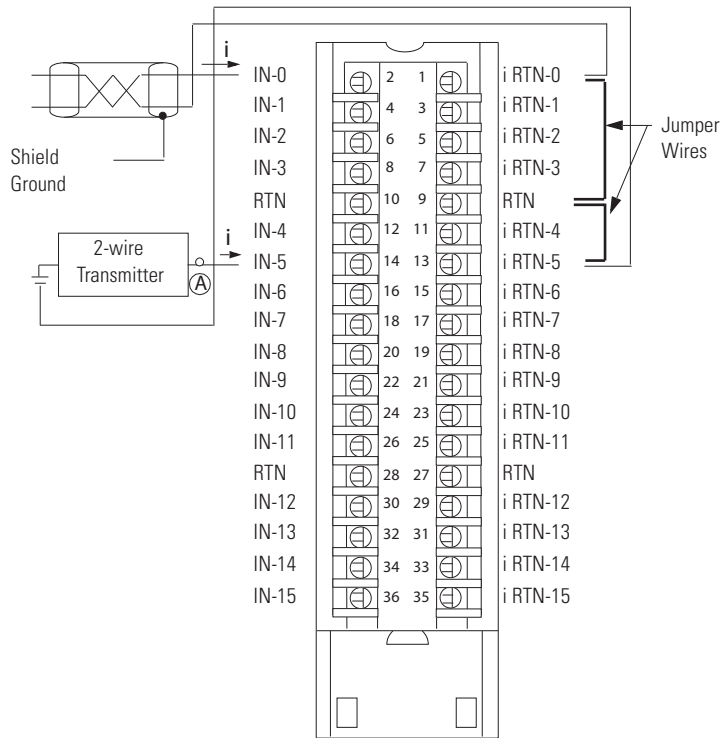 i
IN-0 2 1 i RTN-0
IN-1 4 3 i RTN-1
IN-2 6 5 i RTN-2
IN-3 8 7 i RTN-3
RTN 10 9 RTN
IN-4 12 11 i RTN-4
IN-5 14 13 i RTN-5
IN-6 16 15 i RTN-6
IN-7 18 17 i RTN-7
IN-8 20 19 i RTN-8
IN-9 22 21 i RTN-9
IN-10 24 23 i RTN-10
IN-11 26 25 i RTN-11
RTN 28 27 RTN
IN-12 30 29 i RTN-12
IN-13 32 31 i RTN-13
IN-14 34 33 i RTN-14
IN-15 36 35 i RTN-15
Shield
Ground
2-wire
Transmitter
i
A
Jumper
Wires